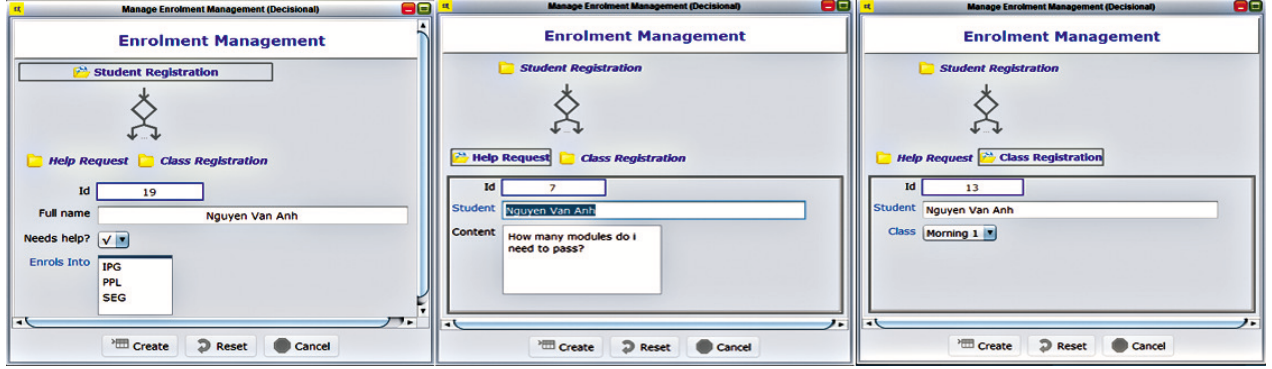 Manage Enrolment Management (Decisional)
Enrolment Management
Student Registration
...
Help Request Class Registration
Id 19
Full name Nguyen Van Anh
Needs help? √
Enrols Into IPG
PPL
SEG
Create Reset Cancel
Manage Enrolment Management (Decisional)
Enrolment Management
Student Registration
...
Help Request Class Registration
Id 7
Student Nguyen Van Anh
Content How many modules do i
need to pass?
Create Reset Cancel
Manage Enrolment Management (Decisional)
Enrolment Management
Student Registration
...
Help Request Class Registration
Id 13
Student Nguyen Van Anh
Class Morning 1
Create Reset Cancel